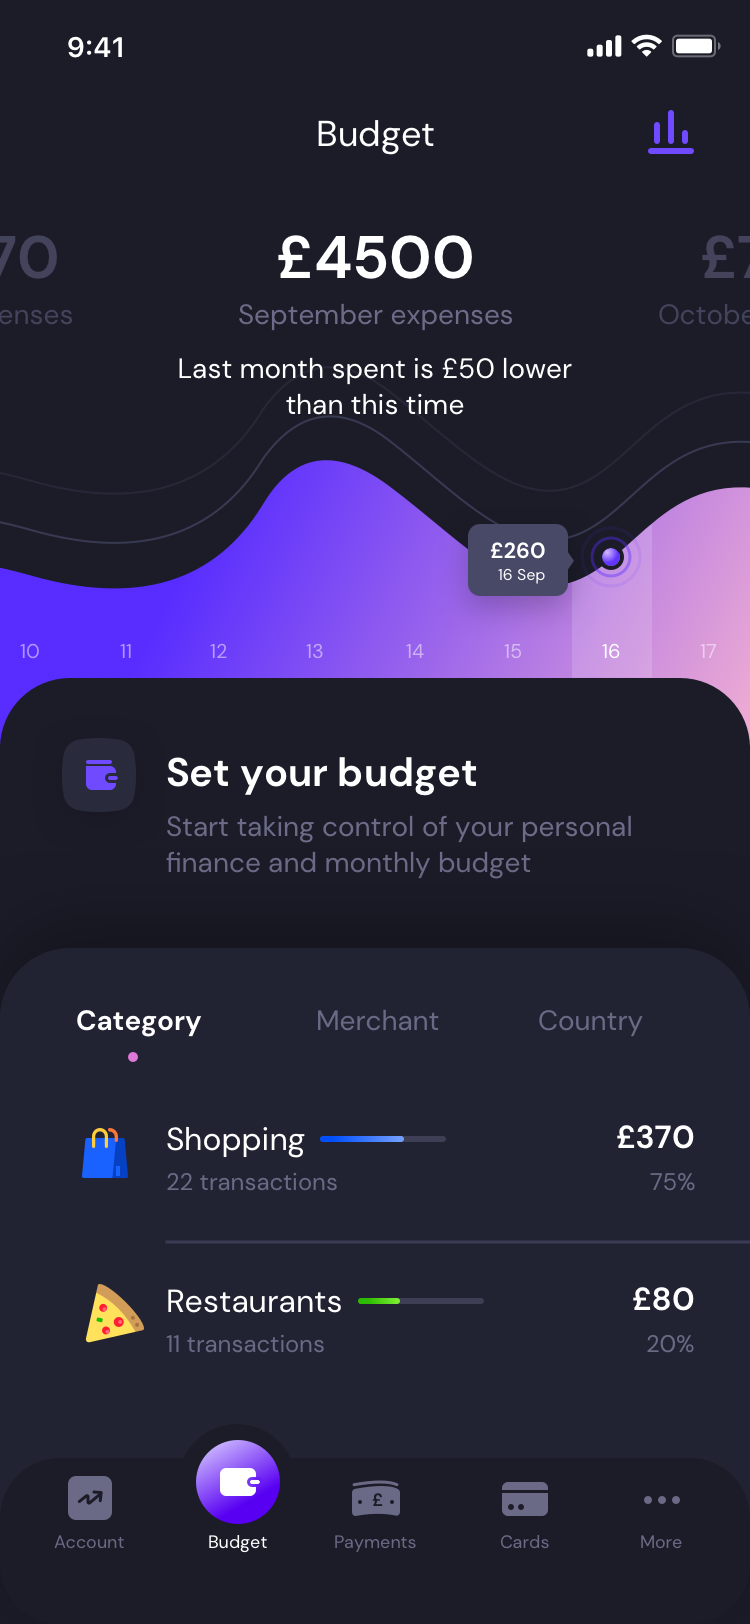 9:41
Budget
70 £4500 £7
enses September expenses Octobe
Last month spent is £50 lower
than this time
£260
16 Sep
10 11 12 13 14 15 16 17
Set your budget
Start taking control of your personal
finance and monthly budget
Category Merchant Country
Shopping £370
22 transactions 75%
Restaurants £80
11 transactions 20%
£
Account Budget Payments Cards More